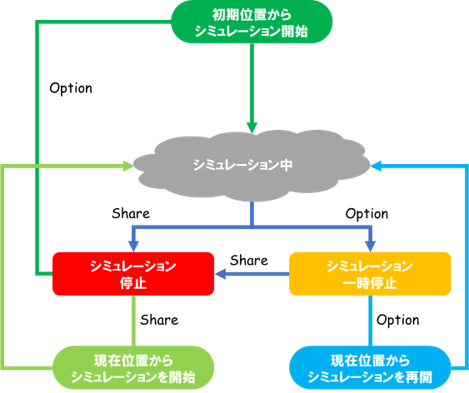 初期位置から
シミュレーション開始
Option
シミュレーション中
Share
Option
シミュレーション
停止
Share
シミュレーション
一時停止
Share
Option
現在位置から
シミュレーションを開始
現在位置から
シミュレーションを再開